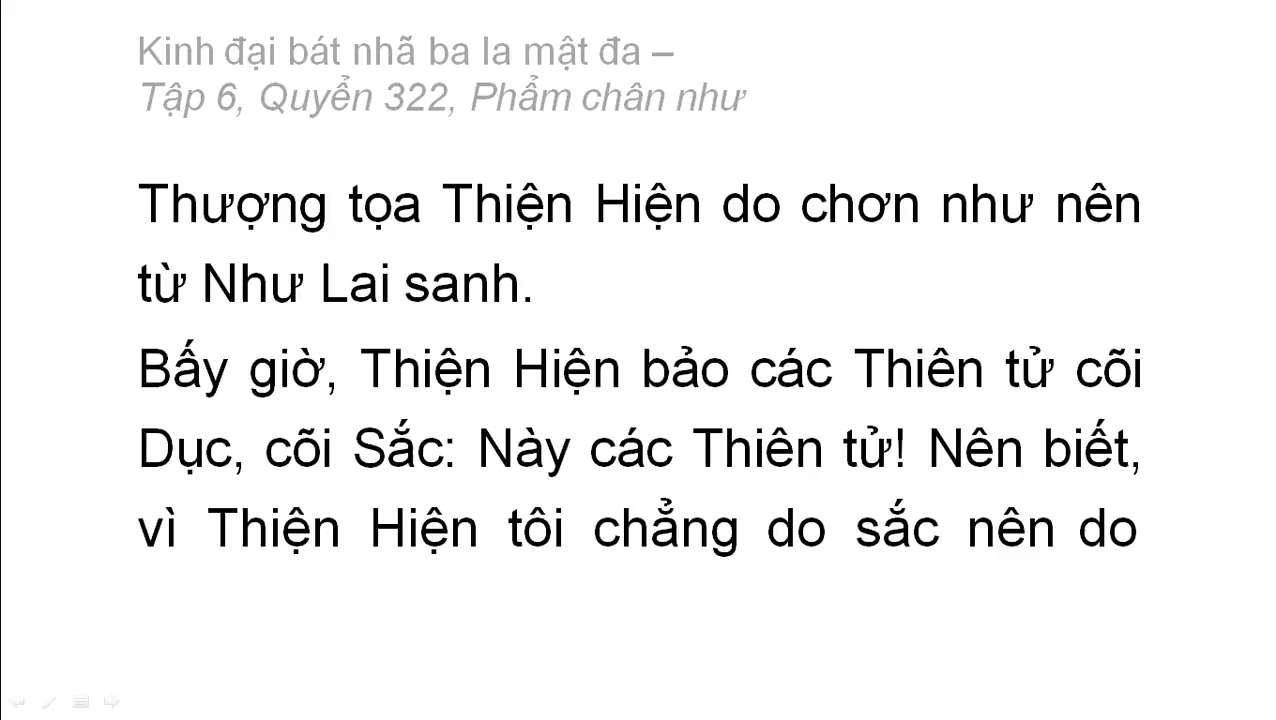 Kinh đại bát nhã ba la mật đa –
Tập 6, Quyển 322, Phẩm chân như
Thượng tọa Thiện Hiện do chơn như nên
từ Như Lai sanh.
Bấy giờ, Thiện Hiện bảo các Thiên tử cõi
Dục, cõi Sắc: Này các Thiên tử! Nên biết,
vì Thiện Hiện tôi chẳng do sắc nên do